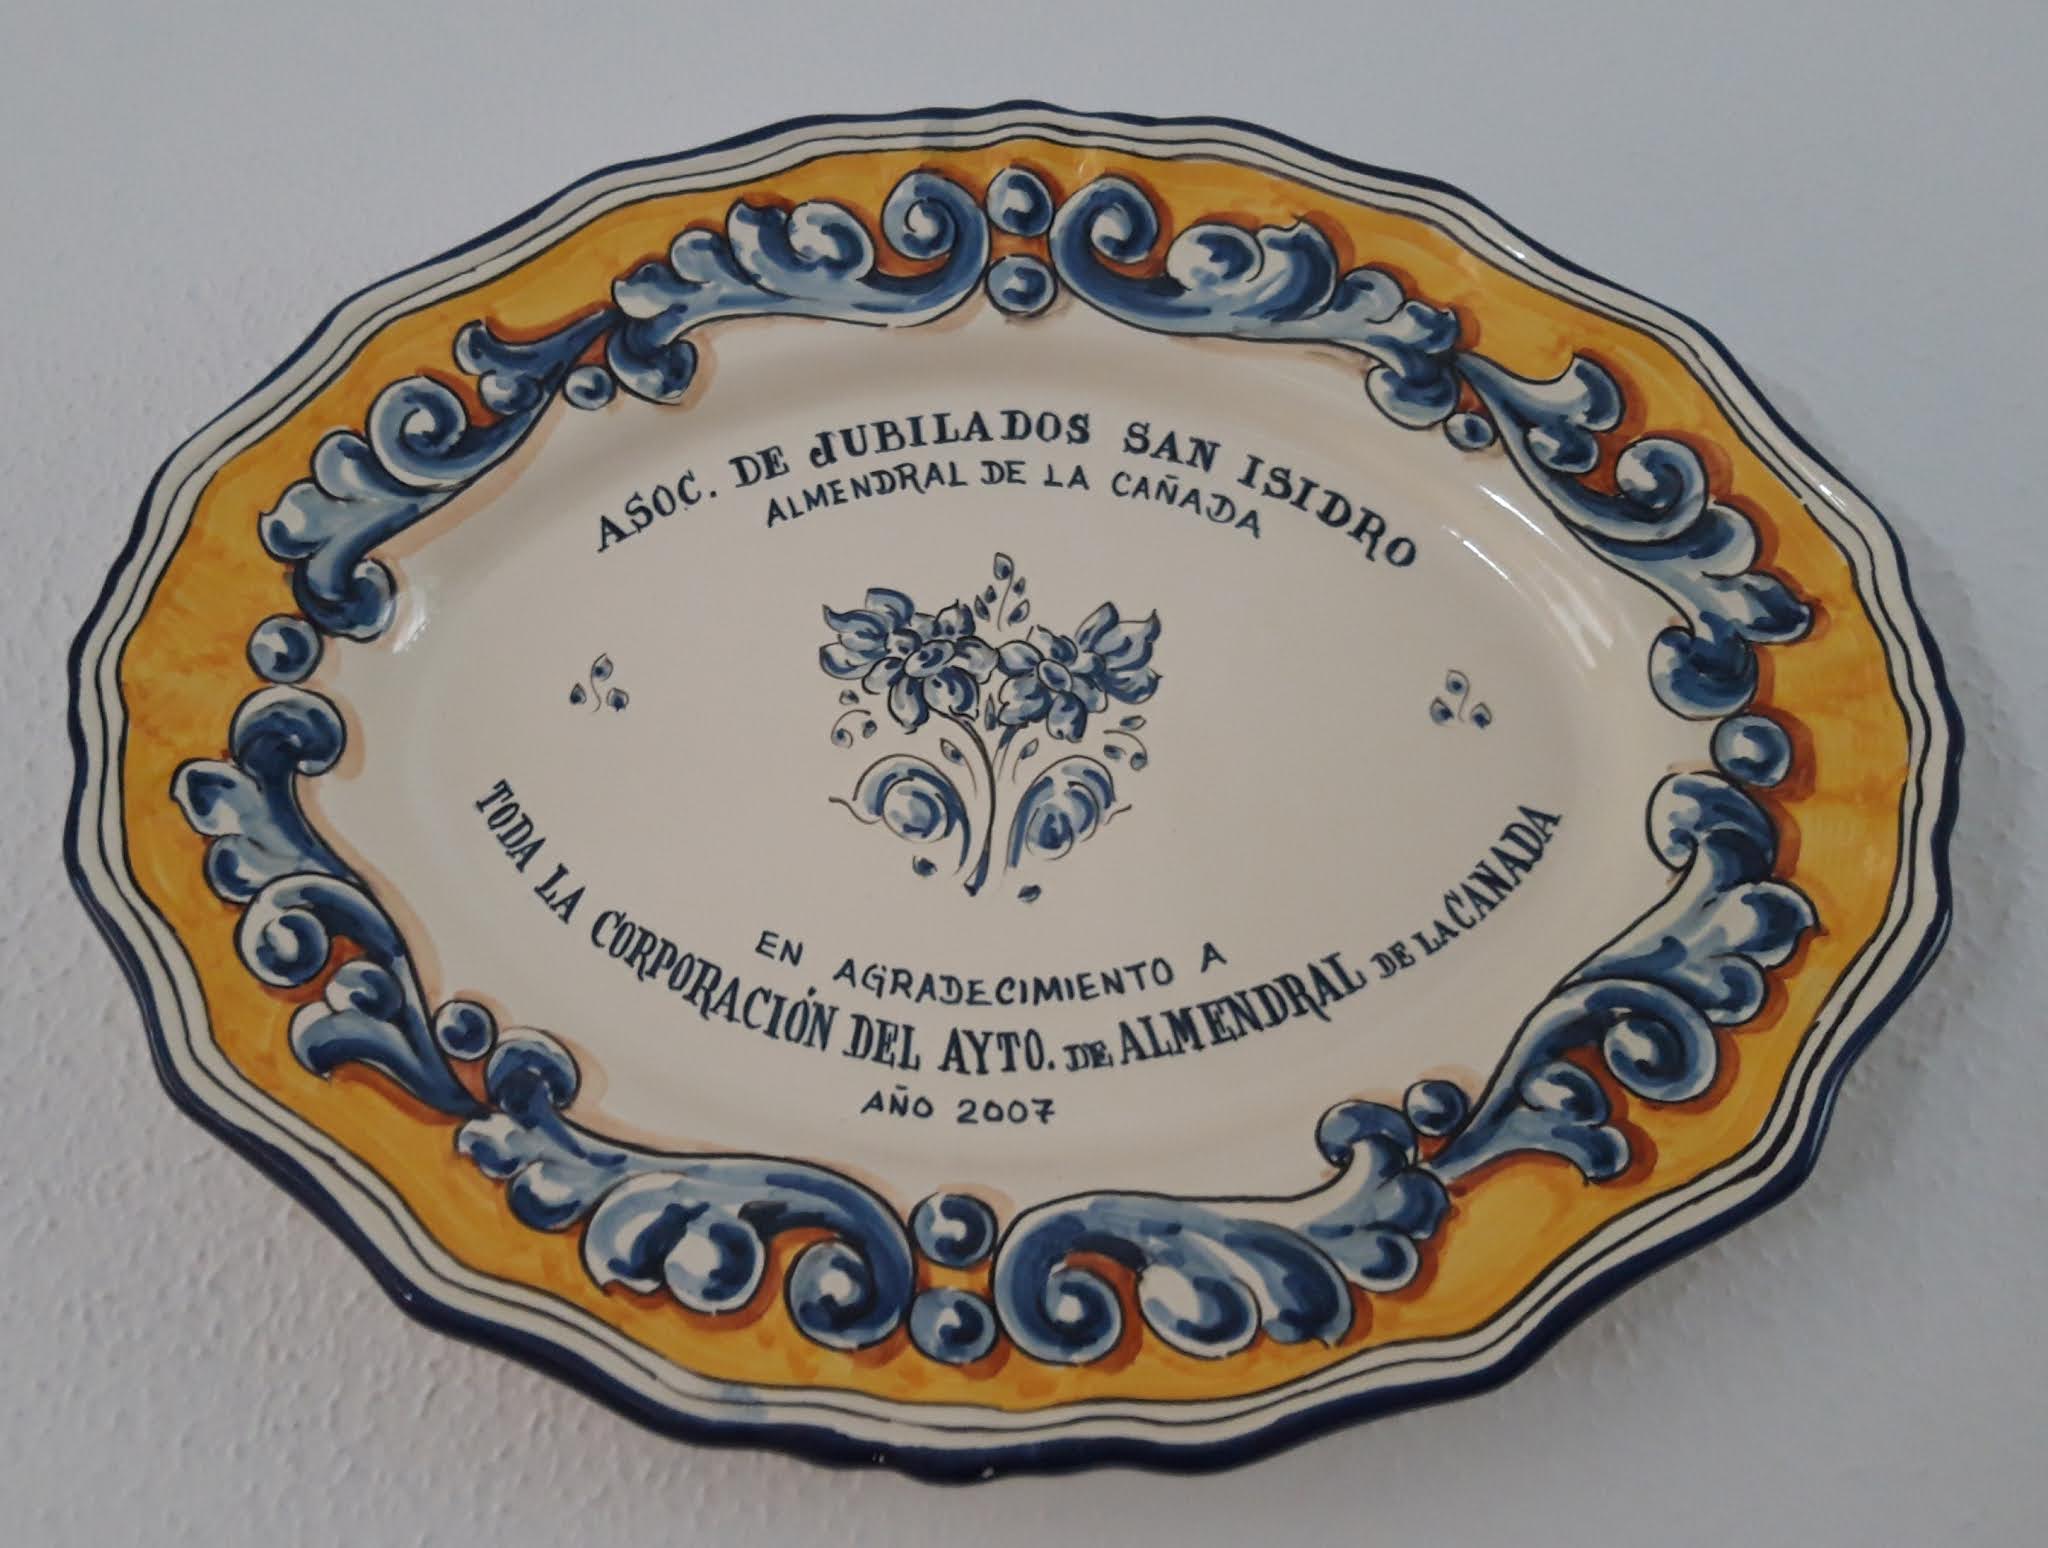 ASOC. DE JUBILADOS SAN ISIDRO
ALMENDRAL DE LA CAÑADA
EN AGRADECIMIENTO A
TODA LA CORPORACIÓN DEL AYTO. DE ALMENDRAL DE LA CANADA
AÑO 2007